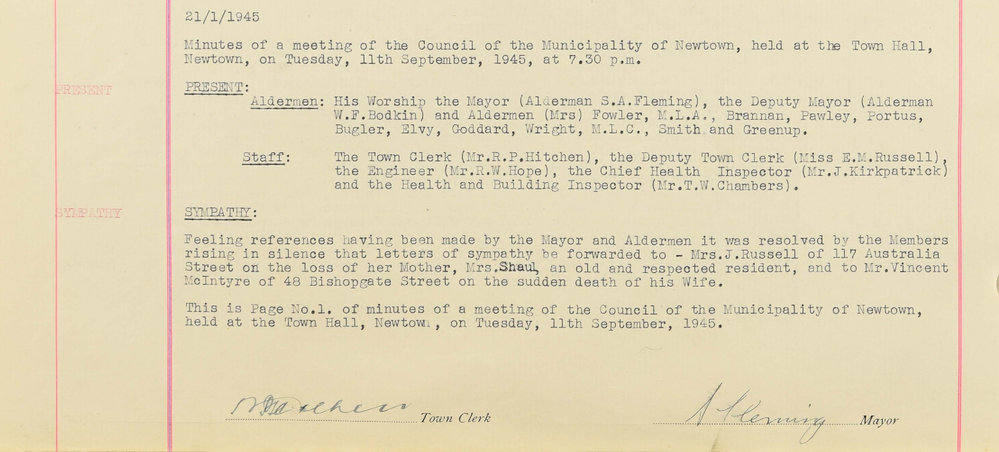 21/1/1945
Minutes of a meeting of the Council of the Municipality of Newtown, held at the Town Hall,
Newtown, on Tuesday, 11th September, 1945, at 7.30 p.m.
PRESENT
PRESENT:
Aldermen: His Worship the Mayor (Alderman S.A.Fleming), the Deputy Mayor (Alderman
W.F.Bodkin) and Aldermen (Mrs) Fowler, M.L.A., Brannan, Pawley, Portus,
Bugler, Elvy, Goddard, Wright, M.L.C., Smith and Greenup.
Staff: The Town Clerk (Mr.R.P.Hitchen), the Deputy Town Clerk (Miss E.M.Russell),
the Engineer (Mr.R.W.Hope), the Chief Health Inspector (Mr.J.Kirkpatrick)
and the Health and Building Inspector (Mr.T.W.Chambers).
SYMPATHY
SYMPATHY:
Feeling references having been made by the Mayor and Aldermen it was resolved by the Members
rising in silence that letters of sympathy be forwarded to - Mrs.J.Russell of 117 Australia
Street on the loss of her Mother, Mrs.Shaul, an old and respected resident, and to Mr.Vincent
McIntyre of 48 Bishopgate Street on the sudden death of his Wife.
This is Page No.1. of minutes of a meeting of the Council of the Municipality of Newtown,
held at the Town Hall, Newtown, on Tuesday, 11th September, 1945.
Town Clerk
S Fleming Mayor